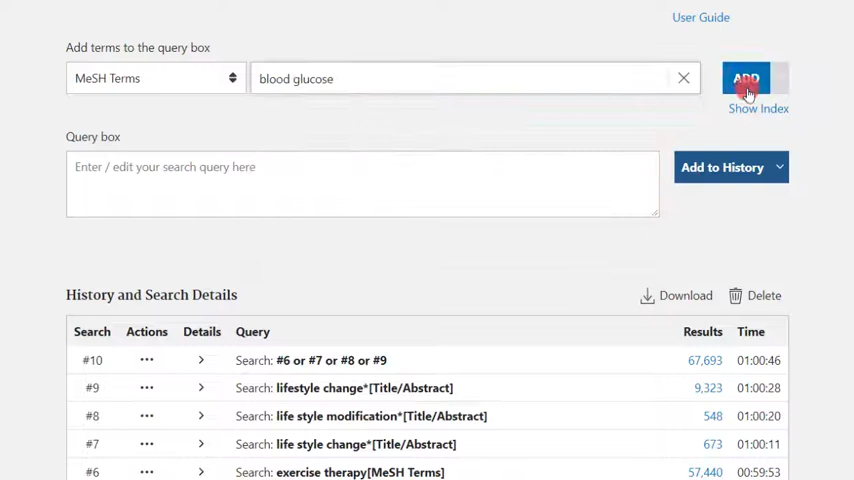 User Guide
Add terms to the query box
MeSH Terms
blood glucose
ADD
Show Index
Query box
Enter / edit your search query here
Add to History
History and Search Details
Download
Delete
Search Actions Details Query Results Time
#10 Search: #6 or #7 or #8 or #9 67,693 01:00:46
#9 Search: lifestyle change*[Title/Abstract] 9,323 01:00:28
#8 Search: life style modification*[Title/Abstract] 548 01:00:20
#7 Search: life style change*[Title/Abstract] 673 01:00:11
#6 Search: exercise therapy[MeSH Terms] 57,440 00:59:53